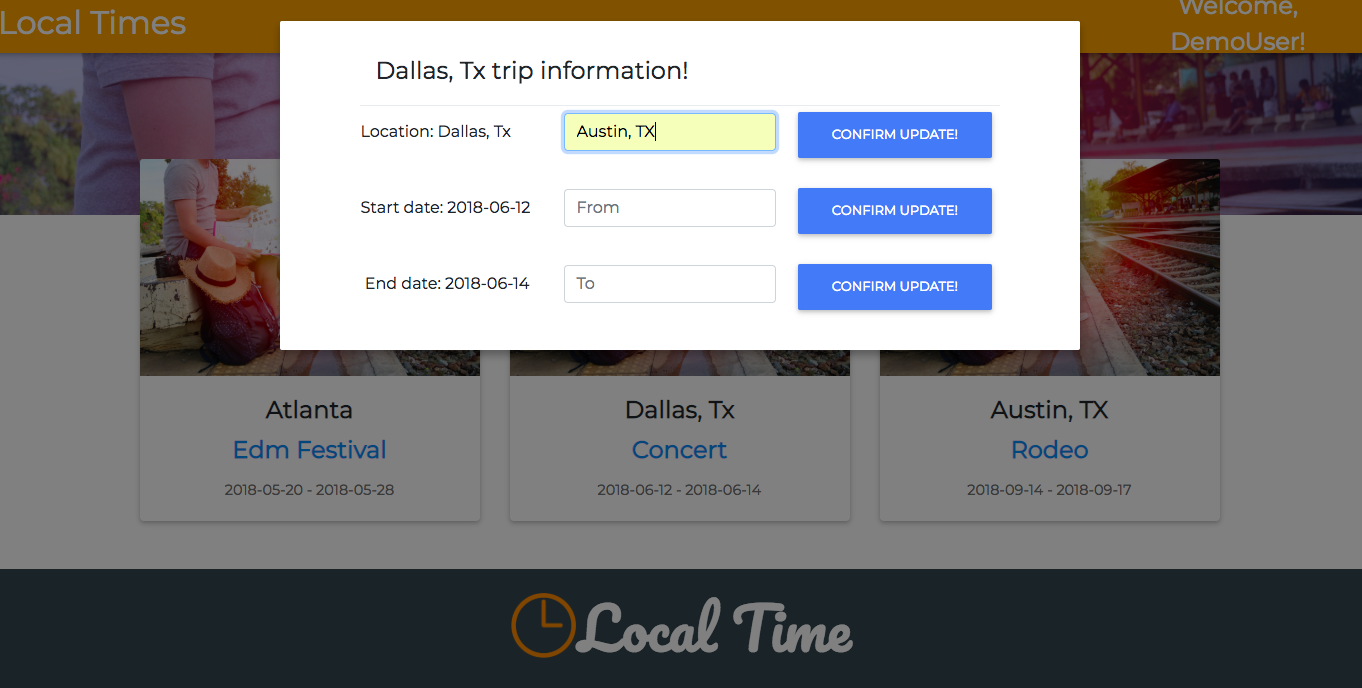 Local Times
Welcome,
DemoUser!
Dallas, Tx trip information!
Location: Dallas, Tx
Austin, TX
CONFIRM UPDATE!
Start date: 2018-06-12
From
CONFIRM UPDATE!
End date: 2018-06-14
To
CONFIRM UPDATE!
Atlanta
Edm Festival
2018-05-20 - 2018-05-28
Dallas, Tx
Concert
2018-06-12 - 2018-06-14
Austin, TX
Rodeo
2018-09-14 - 2018-09-17
Local Time